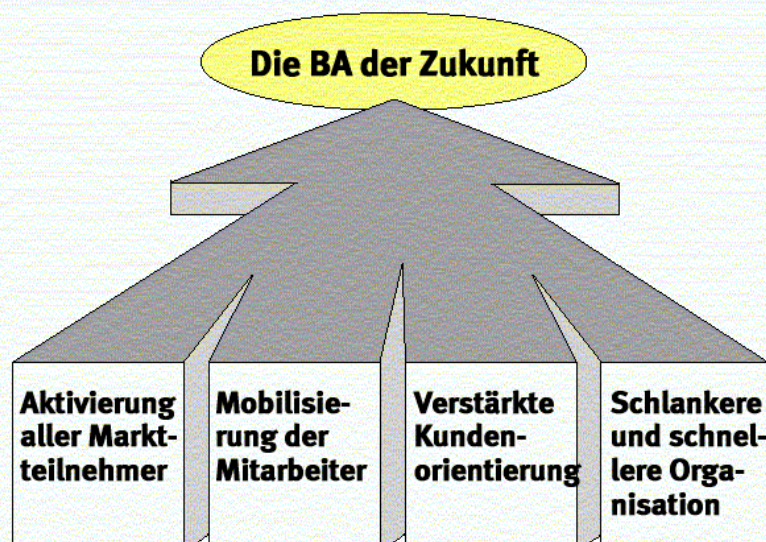 Die BA der Zukunft
Aktivierung
aller Markt-
teilnehmer
Mobilisie-
rung der
Mitarbeiter
Verstärkte
Kunden-
orientierung
Schlankere
und schnel-
lere Orga-
nisation